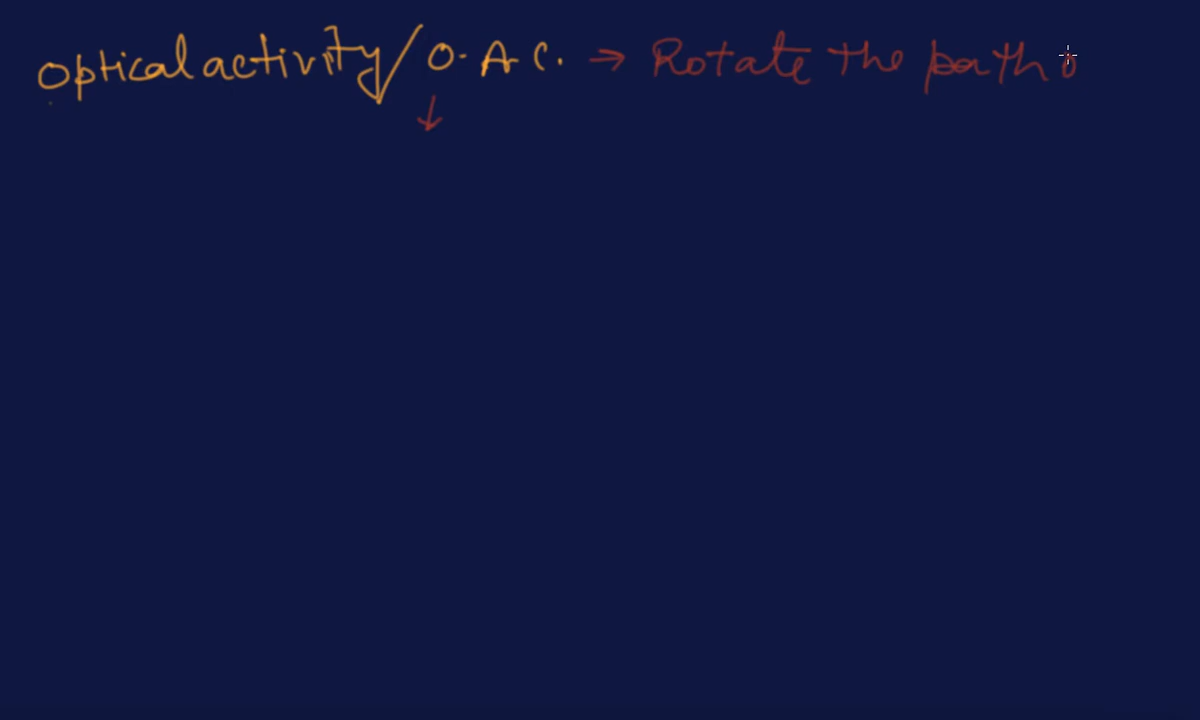 Optical activity/O.A.C. → Rotate the path o
↓